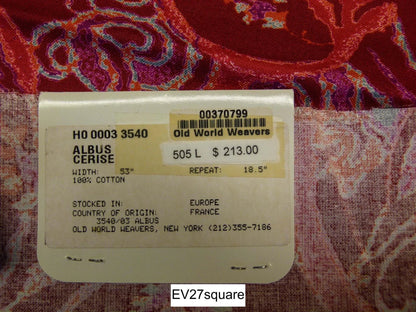 00370799
HO 0003 3540
Old World Weavers
ALBUS
505 L $ 213.00
CERISE
WIDTH: 53" REPEAT: 18.5"
100% COTTON
STOCKED IN: EUROPE
COUNTRY OF ORIGIN: FRANCE
3540/03 ALBUS
OLD WORLD WEAVERS, NEW YORK (212)355-7186
EV27square